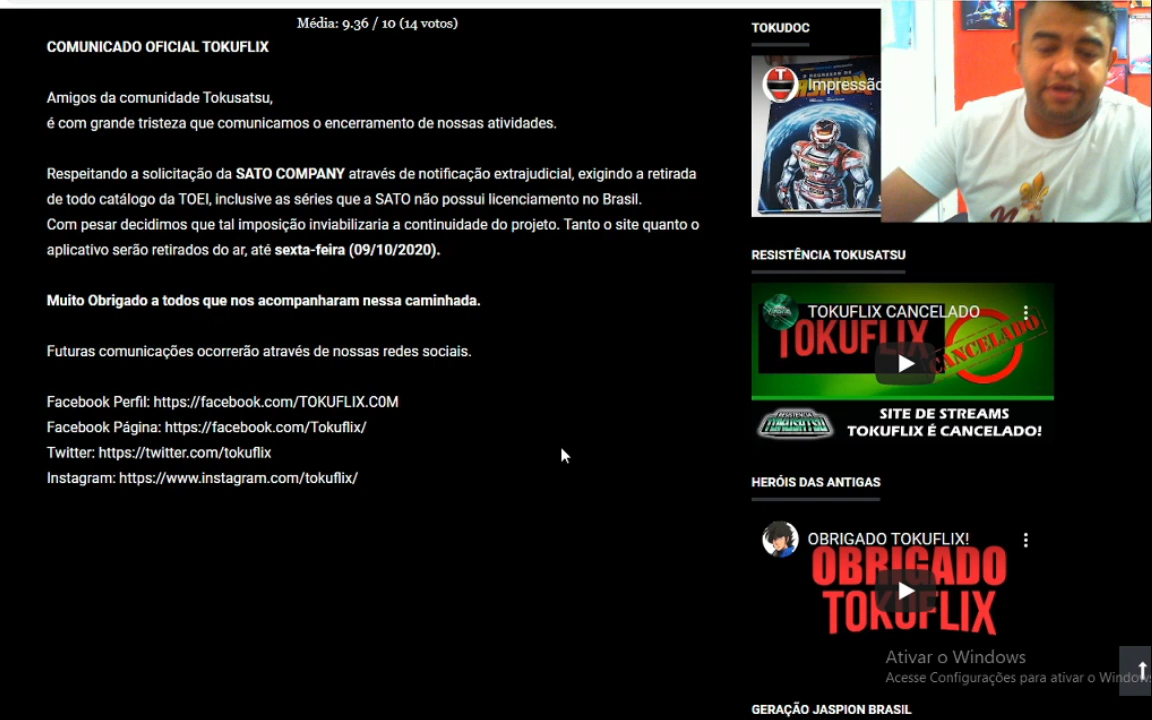 Média: 9.36 / 10 (14 votos)
COMUNICADO OFICIAL TOKUFLIX
Amigos da comunidade Tokusatsu,
é com grande tristeza que comunicamos o encerramento de nossas atividades.
Respeitando a solicitação da SATO COMPANY através de notificação extrajudicial, exigindo a retirada
de todo catálogo da TOEI, inclusive as séries que a SATO não possui licenciamento no Brasil.
Com pesar decidimos que tal imposição inviabilizaria a continuidade do projeto. Tanto o site quanto o
aplicativo serão retirados do ar, até sexta-feira (09/10/2020).
Muito Obrigado a todos que nos acompanharam nessa caminhada.
Futuras comunicações ocorrerão através de nossas redes sociais.
Facebook Perfil: https://facebook.com/TOKUFLIX.C0M
Facebook Página: https://facebook.com/Tokuflix/
Twitter: https://twitter.com/tokuflix
Instagram: https://www.instagram.com/tokuflix/
TOKUDOC
Impressão
O REGRESSO DE
RESISTÊNCIA TOKUSATSU
TOKUFLIX CANCELADO
TOKUFLIX
CANCELADO
RESISTÊNCIA
TOKUSATSU
SITE DE STREAMS
TOKUFLIX É CANCELADO!
HERÓIS DAS ANTIGAS
OBRIGADO TOKUFLIX!
OBRIGADO
TOKUFLIX
Ativar o Windows
Acesse Configurações para ativar o Windows
GERAÇÃO JASPION BRASIL